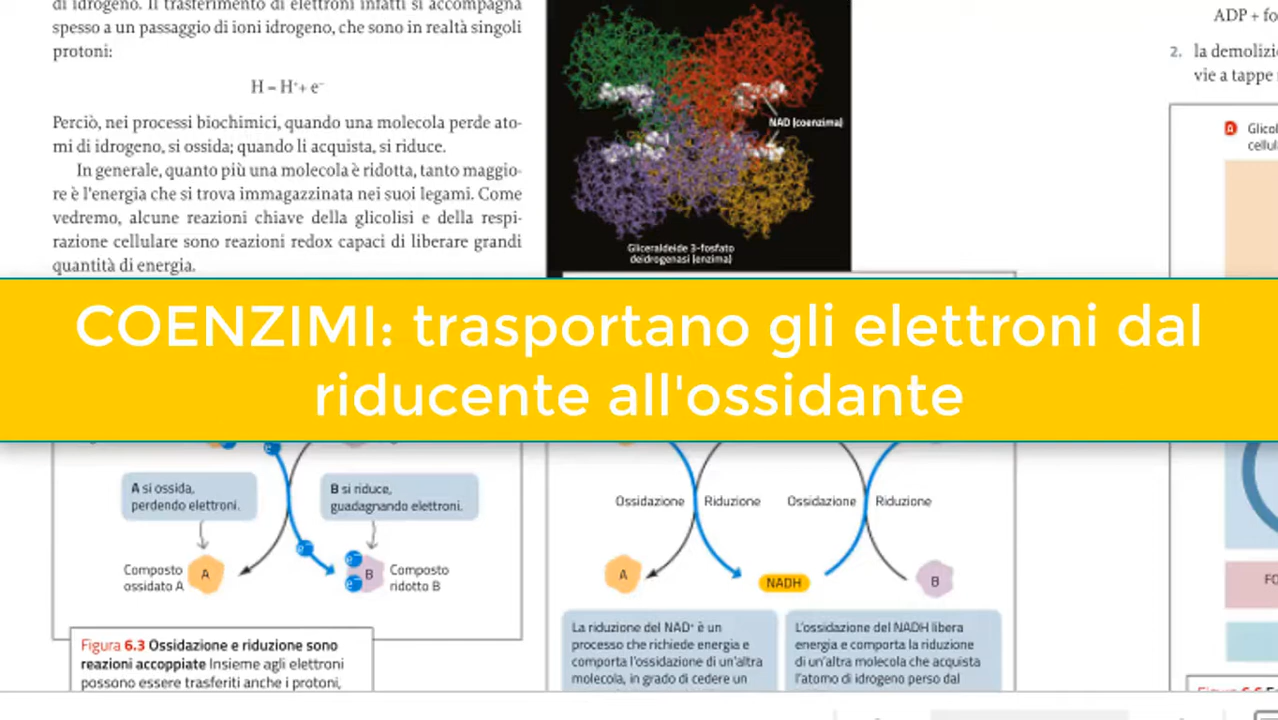 di idrogeno. Il trasferimento di elettroni infatti si accompagna
spesso a un passaggio di ioni idrogeno, che sono in realtà singoli
protoni:
H = H⁺ + e⁻
Perciò, nei processi biochimici, quando una molecola perde ato-
mi di idrogeno, si ossida; quando li acquista, si riduce.
In generale, quanto più una molecola è ridotta, tanto maggio-
re è l'energia che si trova immagazzinata nei suoi legami. Come
vedremo, alcune reazioni chiave della glicolisi e della respi-
razione cellulare sono reazioni redox capaci di liberare grandi
quantità di energia.
NAD (coenzima)
Gliceraldeide 3-fosfato
deidrogenasi (enzima)
ADP + fo
2. la demolizi
vie a tappe
A Glicol
cellul
COENZIMI: trasportano gli elettroni dal
riducente all'ossidante
A si ossida,
perdendo elettroni.
B si riduce,
guadagnando elettroni.
Composto
ossidato A
A
e⁻
e⁻
B
Composto
ridotto B
Figura 6.3 Ossidazione e riduzione sono
reazioni accoppiate Insieme agli elettroni
possono essere trasferiti anche i protoni,
Ossidazione
Riduzione
Ossidazione
Riduzione
A
NADH
B
La riduzione del NAD⁺ è un
processo che richiede energia e
comporta l'ossidazione di un'altra
molecola, in grado di cedere un
L'ossidazione del NADH libera
energia e comporta la riduzione
di un'altra molecola che acquista
l'atomo di idrogeno perso dal
FO